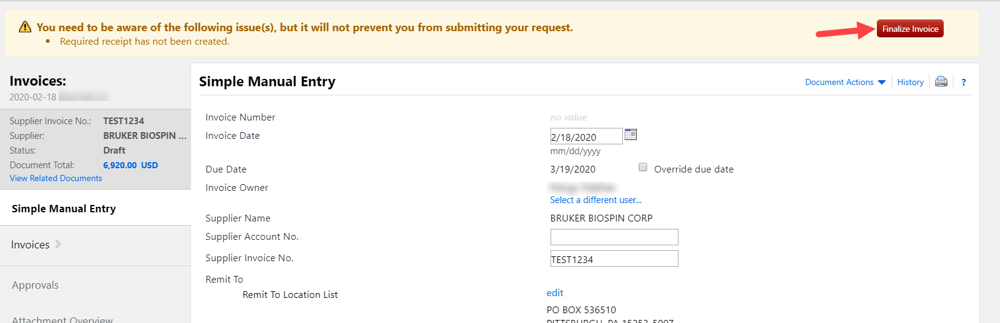 You need to be aware of the following issue(s), but it will not prevent you from submitting your request.
Required receipt has not been created.
Finalize Invoice
Invoices:
2020-02-18
Supplier Invoice No.: TEST1234
Supplier: BRUKER BIOSPIN ...
Status: Draft
Document Total: 6,920.00 USD
View Related Documents
Simple Manual Entry
Invoices
Approvals
Attachment Overview
Simple Manual Entry
Document Actions History ?
Invoice Number no value
Invoice Date 2/18/2020
mm/dd/yyyy
Due Date 3/19/2020 Override due date
Invoice Owner
Select a different user...
Supplier Name BRUKER BIOSPIN CORP
Supplier Account No.
Supplier Invoice No. TEST1234
Remit To
Remit To Location List edit
PO BOX 536510
PITTSBURGH, PA 15253-5907